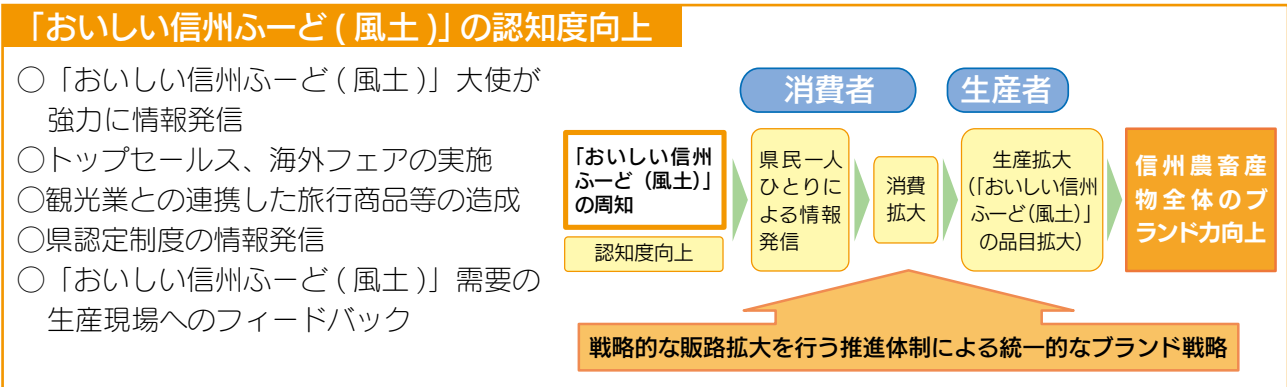 「おいしい信州ふーど ( 風土 )」の認知度向上
○「おいしい信州ふーど ( 風土 )」大使が
強力に情報発信
○トップセールス、海外フェアの実施
○観光業との連携した旅行商品等の造成
○県認定制度の情報発信
○「おいしい信州ふーど ( 風土 )」需要の
生産現場へのフィードバック
消費者
生産者
「おいしい信州
ふーど（風土）」
の周知
認知度向上
県民一人
ひとりに
よる情報
発信
消費
拡大
生産拡大
（「おいしい信州
ふーど（風土）」
の品目拡大）
信州農畜産
物全体のブ
ランド力向上
戦略的な販路拡大を行う推進体制による統一的なブランド戦略